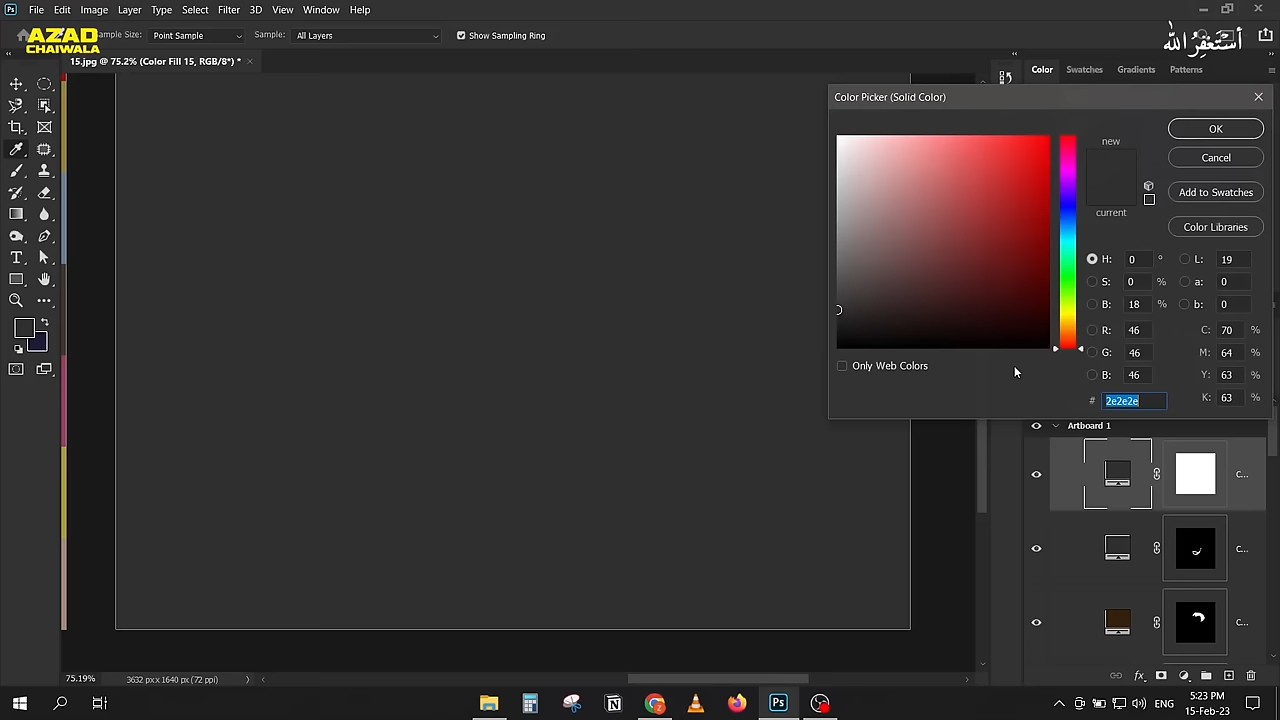 File Edit Image Layer Type Select Filter 3D View Window Help
AZAD
CHAIWALA
Sample Size: Point Sample Sample: All Layers Show Sampling Ring
أستغفر الله
15.jpg @ 75.2% (Color Fill 15, RGB/8*) *
Color Swatches Gradients Patterns
Color Picker (Solid Color)
new
current
OK
Cancel
Add to Swatches
Color Libraries
H: 0 ° L: 19
S: 0 % a: 0
B: 18 % b: 0
R: 46 C: 70 %
G: 46 M: 64 %
B: 46 Y: 63 %
# 2e2e2e K: 63 %
Only Web Colors
Artboard 1
C...
C...
C...
75.19% 3632 px x 1640 px (72 ppi)
ENG
5:23 PM
15-Feb-23